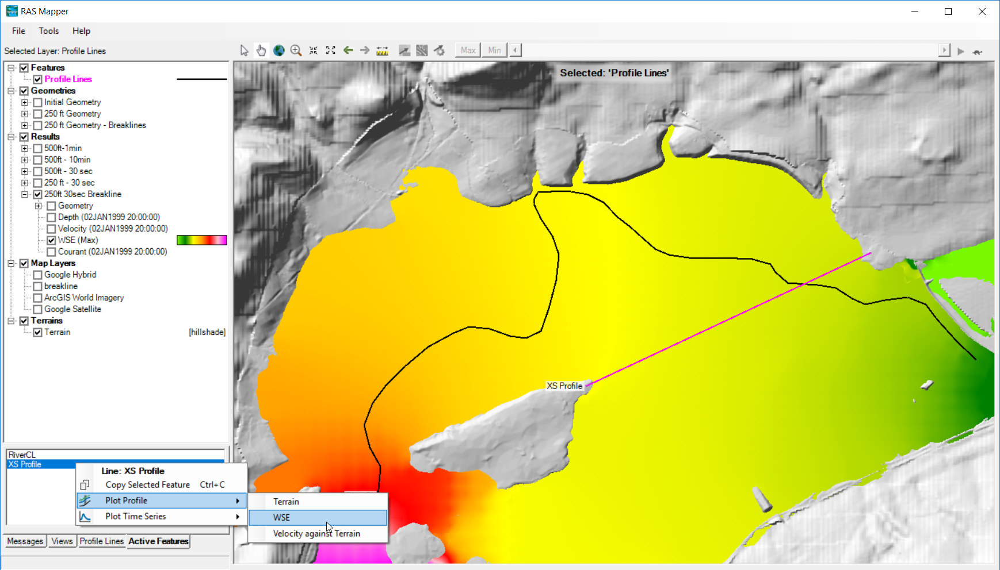 RAS Mapper
File Tools Help
Selected Layer: Profile Lines
Max Min
Features
Profile Lines
Geometries
Initial Geometry
250 ft Geometry
250 ft Geometry - Breaklines
Results
500ft-1min
500ft - 10min
500ft - 30 sec
250 ft - 30 sec
250ft 30sec Breakline
Geometry
Depth (02JAN1999 20:00:00)
Velocity (02JAN1999 20:00:00)
WSE (Max)
Courant (02JAN1999 20:00:00)
Map Layers
Google Hybrid
breakline
ArcGIS World Imagery
Google Satellite
Terrains
Terrain [hillshade]
Selected: 'Profile Lines'
XS Profile
RiverCL
XS Profile
Line: XS Profile
Copy Selected Feature Ctrl+C
Plot Profile
Plot Time Series
Terrain
WSE
Velocity against Terrain
Messages Views Profile Lines Active Features